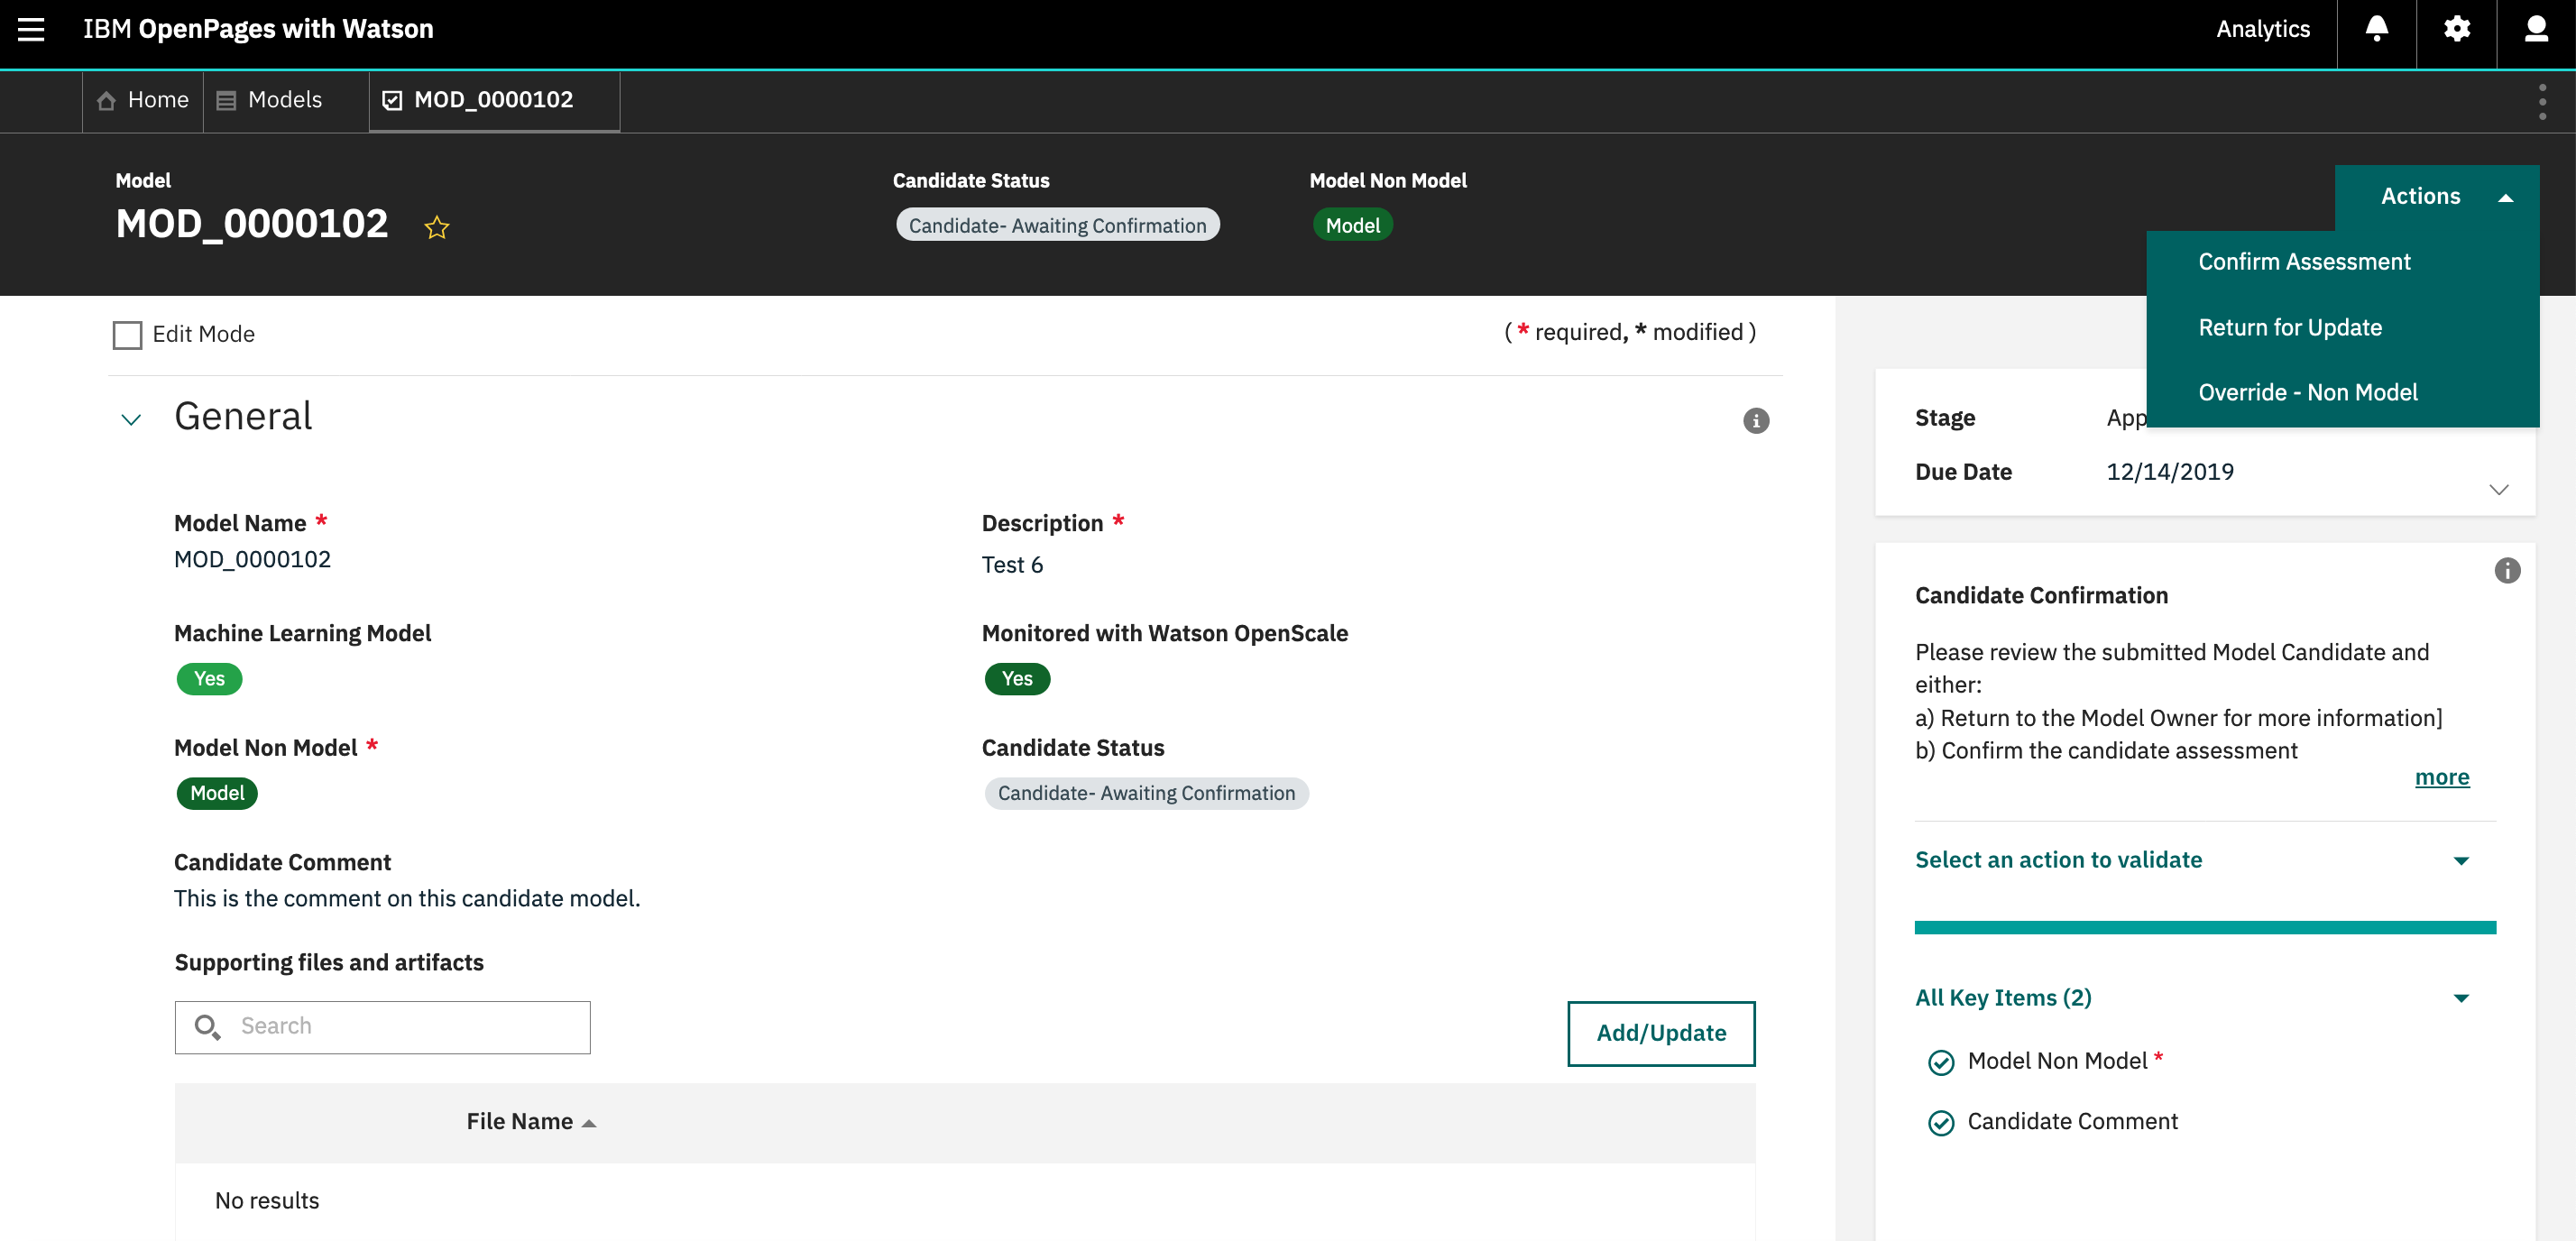 IBM OpenPages with Watson
Analytics
Home
Models
MOD_0000102
Model
MOD_0000102
Candidate Status
Candidate- Awaiting Confirmation
Model Non Model
Model
Actions
Confirm Assessment
Return for Update
Override - Non Model
Edit Mode
( * required, * modified )
General
Model Name *
MOD_0000102
Description *
Test 6
Machine Learning Model
Yes
Monitored with Watson OpenScale
Yes
Model Non Model *
Model
Candidate Status
Candidate- Awaiting Confirmation
Candidate Comment
This is the comment on this candidate model.
Supporting files and artifacts
Search
Add/Update
File Name
No results
Stage
App
Due Date
12/14/2019
Candidate Confirmation
Please review the submitted Model Candidate and
either:
a) Return to the Model Owner for more information]
b) Confirm the candidate assessment
more
Select an action to validate
All Key Items (2)
Model Non Model *
Candidate Comment